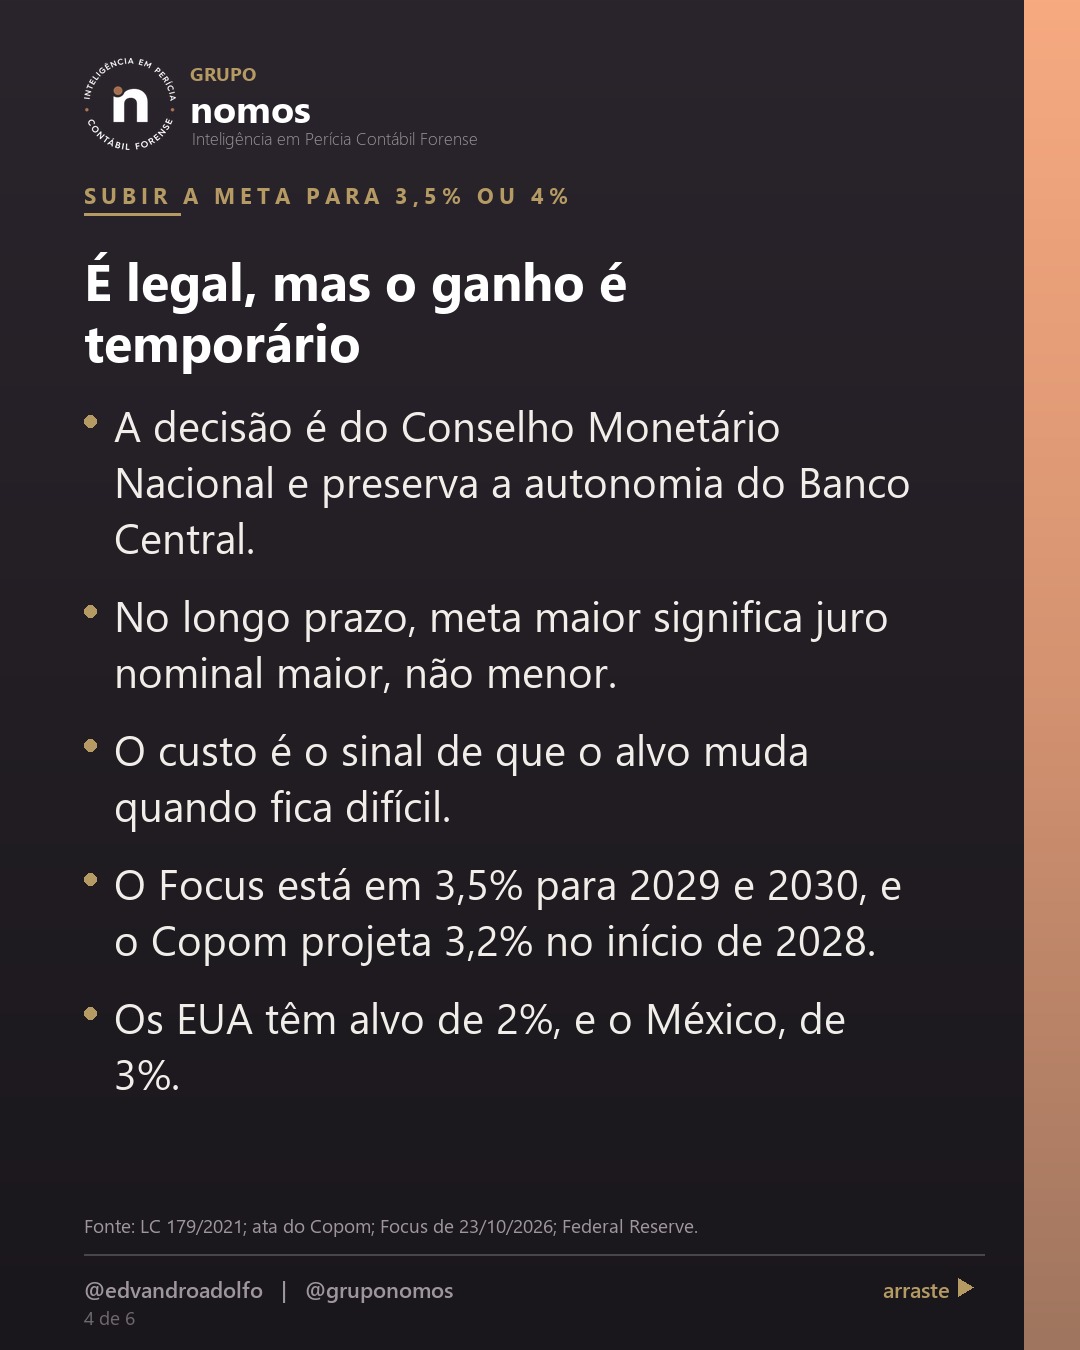 INTELIGÊNCIA EM PERÍCIA
CONTÁBIL FORENSE
n
GRUPO
nomos
Inteligência em Perícia Contábil Forense
SUBIR A META PARA 3,5% OU 4%
É legal, mas o ganho é
temporário
A decisão é do Conselho Monetário
Nacional e preserva a autonomia do Banco
Central.
No longo prazo, meta maior significa juro
nominal maior, não menor.
O custo é o sinal de que o alvo muda
quando fica difícil.
O Focus está em 3,5% para 2029 e 2030, e
o Copom projeta 3,2% no início de 2028.
Os EUA têm alvo de 2%, e o México, de
3%.
Fonte: LC 179/2021; ata do Copom; Focus de 23/10/2026; Federal Reserve.
@edvandroadolfo | @gruponomos
arraste
4 de 6